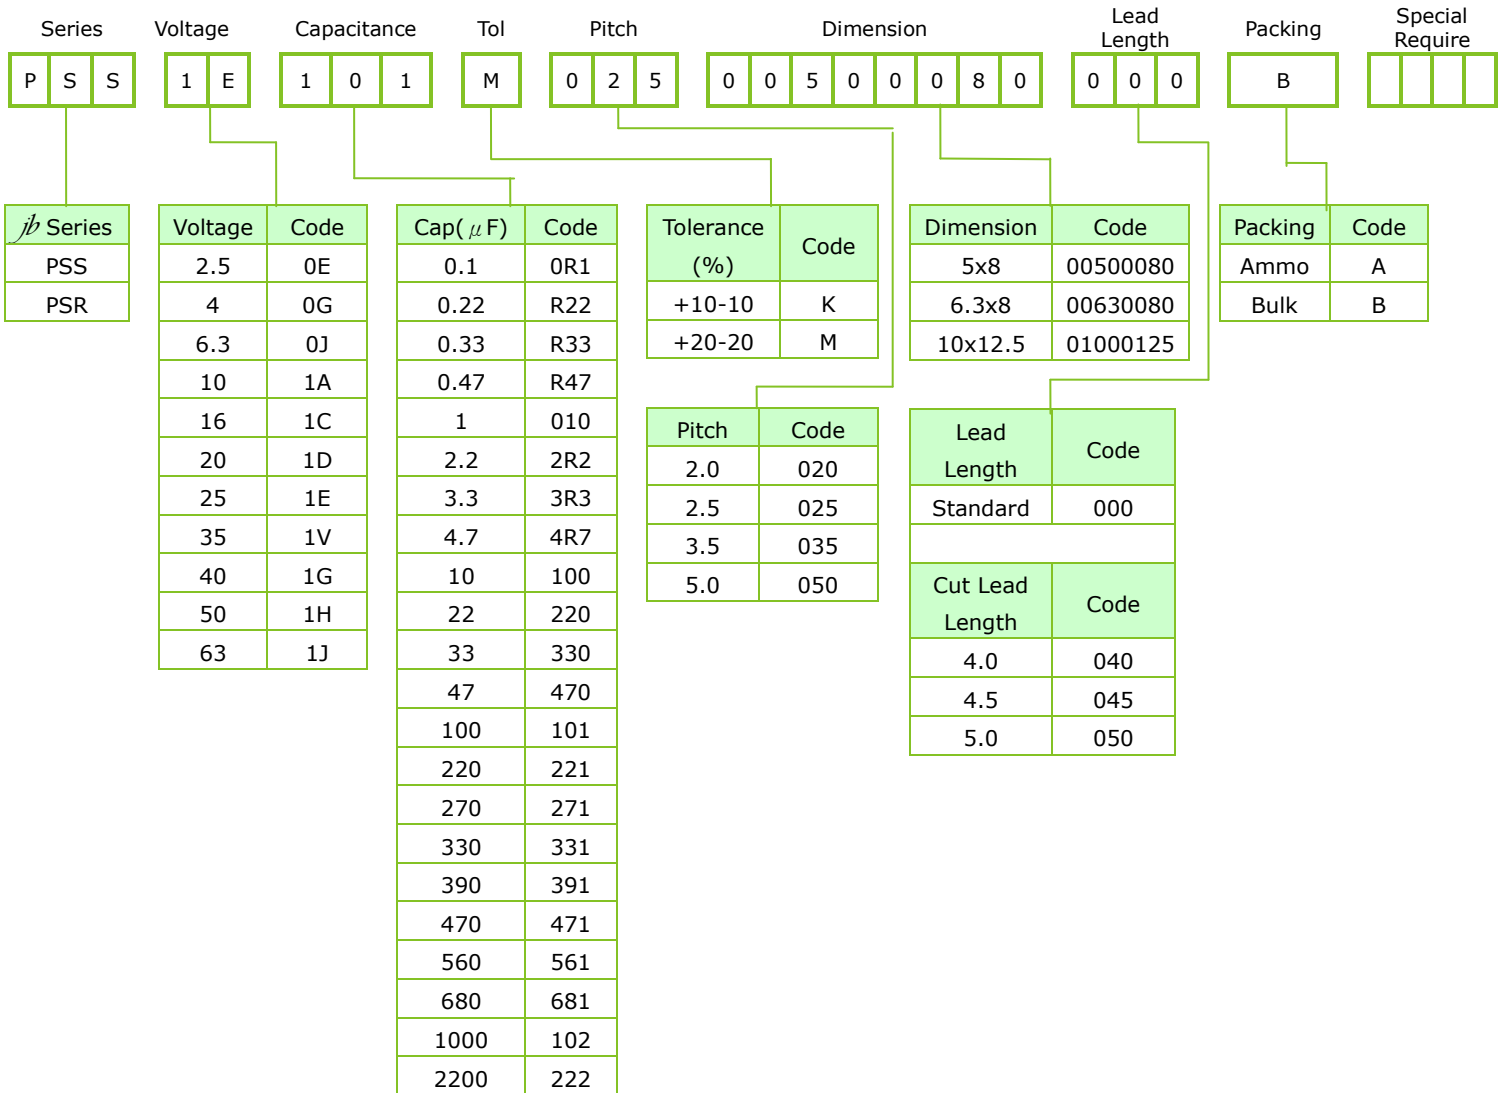 Series Voltage Capacitance Tol Pitch Dimension Lead Length Packing Special Require
P S S 1 E 1 0 1 M 0 2 5 0 0 5 0 0 0 8 0 0 0 0 B
jb Series
PSS
PSR
Voltage Code
2.5 0E
4 0G
6.3 0J
10 1A
16 1C
20 1D
25 1E
35 1V
40 1G
50 1H
63 1J
Cap(μF) Code
0.1 0R1
0.22 R22
0.33 R33
0.47 R47
1 010
2.2 2R2
3.3 3R3
4.7 4R7
10 100
22 220
33 330
47 470
100 101
220 221
270 271
330 331
390 391
470 471
560 561
680 681
1000 102
2200 222
Tolerance (%) Code
+10-10 K
+20-20 M
Pitch Code
2.0 020
2.5 025
3.5 035
5.0 050
Dimension Code
5x8 00500080
6.3x8 00630080
10x12.5 01000125
Lead Length Code
Standard 000
Cut Lead Length Code
4.0 040
4.5 045
5.0 050
Packing Code
Ammo A
Bulk B